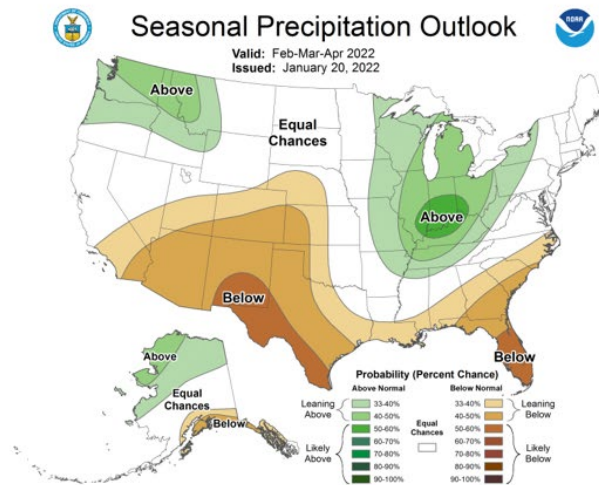 Seasonal Precipitation Outlook
Valid: Feb-Mar-Apr 2022
Issued: January 20, 2022
NOAA
Above
Equal
Chances
Above
Below
Below
Above
Equal
Chances
Below
Probability (Percent Chance)
Above Normal
Below Normal
Leaning
Above
33-40%
40-50%
Likely
Above
50-60%
60-70%
70-80%
80-90%
90-100%
Equal
Chances
33-40%
40-50%
Leaning
Below
50-60%
60-70%
70-80%
80-90%
90-100%
Likely
Below